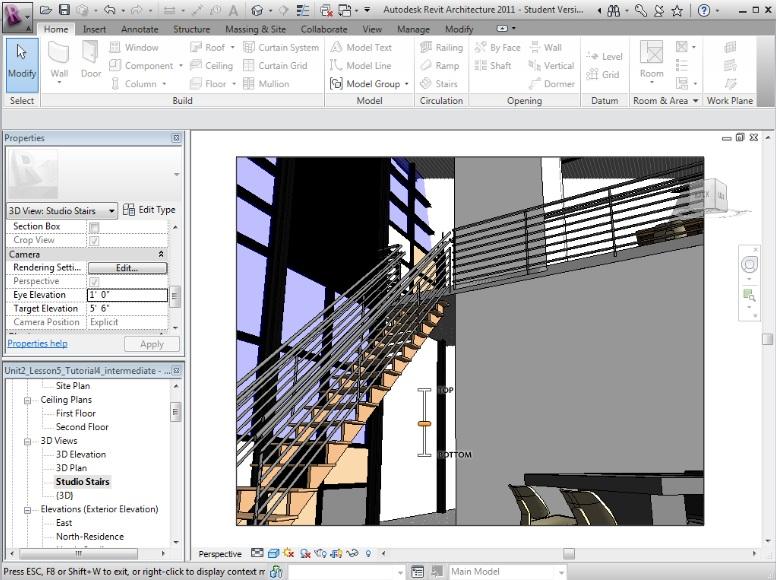 Autodesk Revit Architecture 2011 - Student Versi...
Home Insert Annotate Structure Massing & Site Collaborate View Manage Modify
Modify
Wall
Door
Window
Component
Column
Roof
Ceiling
Floor
Curtain System
Curtain Grid
Mullion
Model Text
Model Line
Model Group
Railing
Ramp
Stairs
By Face
Shaft
Wall
Vertical
Dormer
Level
Grid
Room
Select Build Model Circulation Opening Datum Room & Area Work Plane
Properties
3D View: Studio Stairs Edit Type
Section Box
Crop View
Camera
Rendering Setti... Edit...
Perspective
Eye Elevation 1' 0"
Target Elevation 5' 6"
Camera Position Explicit
Properties help Apply
Unit2_Lesson5_Tutorial4_intermediate - ...
Site Plan
Ceiling Plans
First Floor
Second Floor
3D Views
3D Elevation
3D Plan
Studio Stairs
{3D}
Elevations (Exterior Elevation)
East
North-Residence
TOP
BOTTOM
Perspective
Press ESC, F8 or Shift+W to exit, or right-click to display context m
Main Model